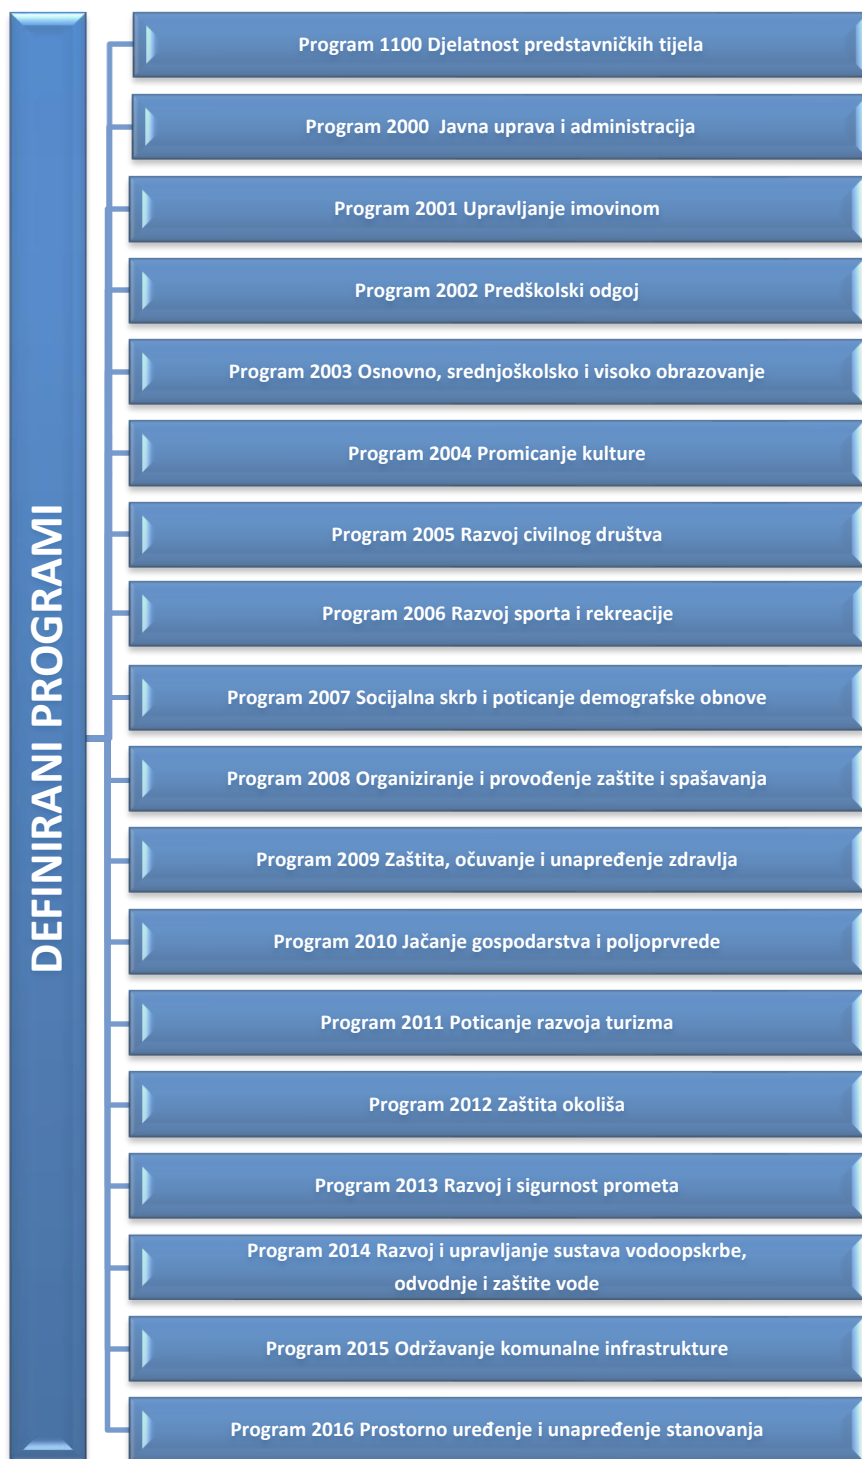 DEFINIRANI PROGRAMI
Program 1100 Djelatnost predstavničkih tijela
Program 2000 Javna uprava i administracija
Program 2001 Upravljanje imovinom
Program 2002 Predškolski odgoj
Program 2003 Osnovno, srednjoškolsko i visoko obrazovanje
Program 2004 Promicanje kulture
Program 2005 Razvoj civilnog društva
Program 2006 Razvoj sporta i rekreacije
Program 2007 Socijalna skrb i poticanje demografske obnove
Program 2008 Organiziranje i provođenje zaštite i spašavanja
Program 2009 Zaštita, očuvanje i unapređenje zdravlja
Program 2010 Jačanje gospodarstva i poljoprvrede
Program 2011 Poticanje razvoja turizma
Program 2012 Zaštita okoliša
Program 2013 Razvoj i sigurnost prometa
Program 2014 Razvoj i upravljanje sustava vodoopskrbe,
odvodnje i zaštite vode
Program 2015 Održavanje komunalne infrastrukture
Program 2016 Prostorno uređenje i unapređenje stanovanja